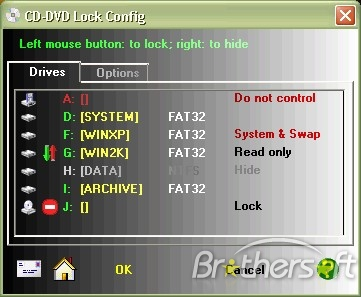 CD-DVD Lock Config
Left mouse button: to lock; right: to hide
Drives Options
A: [] Do not control
D: [SYSTEM] FAT32
F: [WINXP] FAT32 System & Swap
G: [WIN2K] FAT32 Read only
H: [DATA] NTFS Hide
I: [ARCHIVE] FAT32
J: [] Lock
OK Cancel
Brothersoft